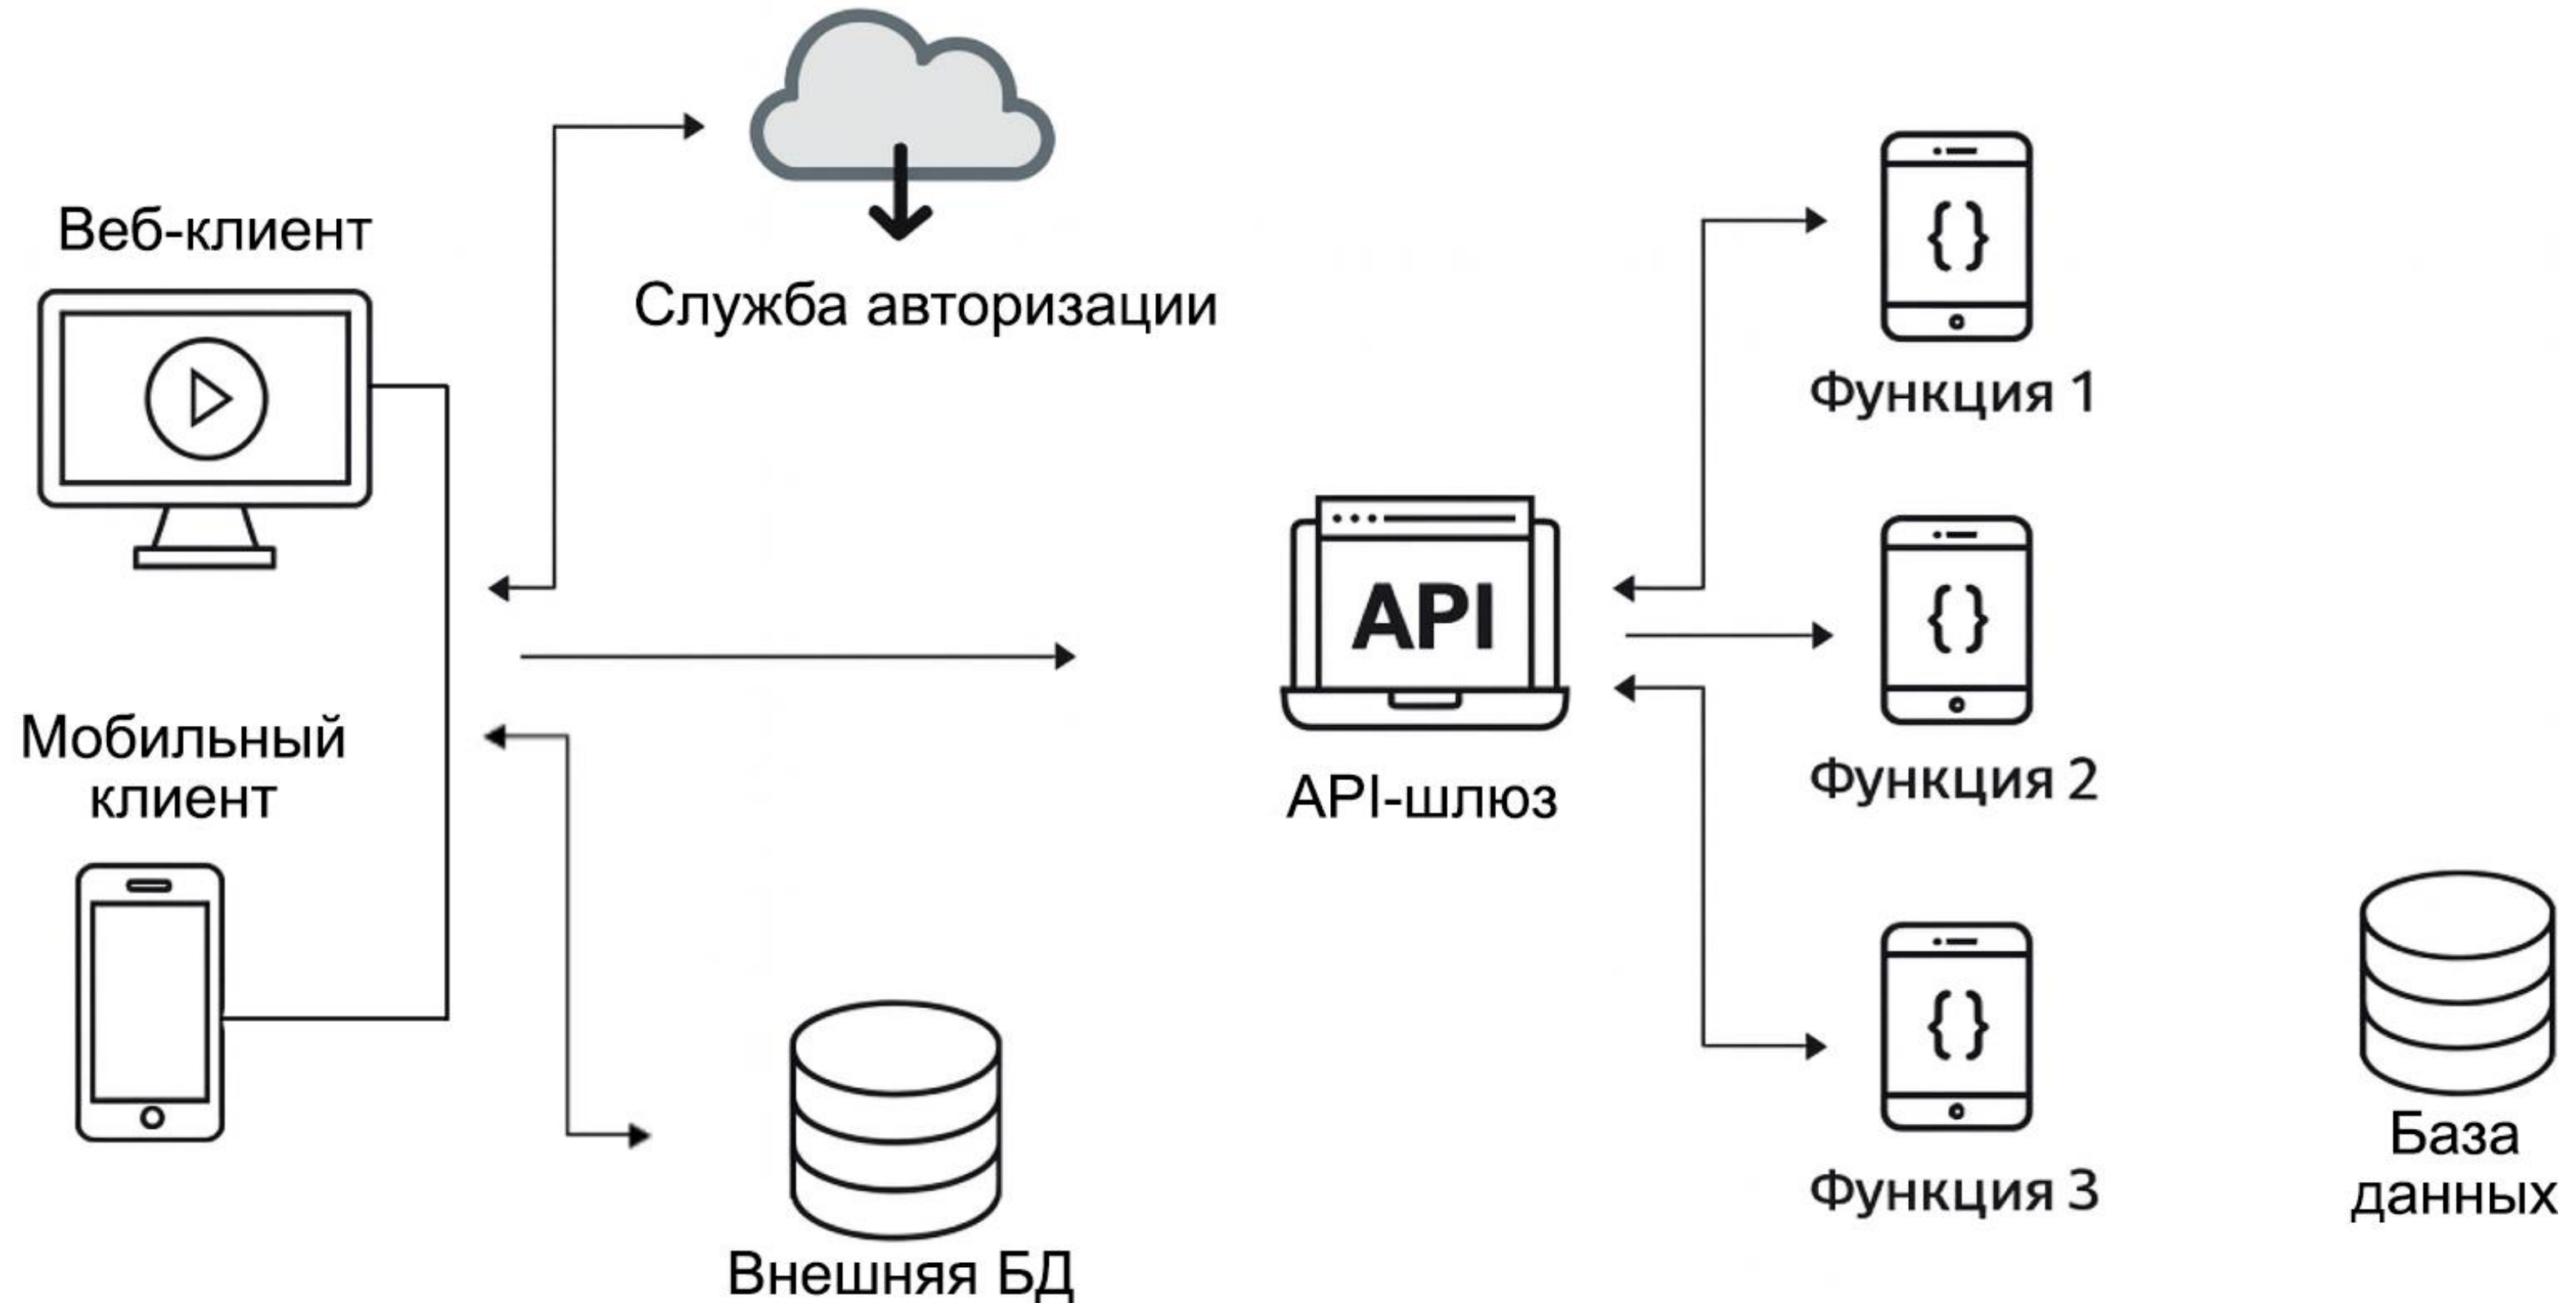 Веб-клиент
Служба авторизации
Мобильный
клиент
Внешняя БД
API
API-шлюз
{}
Функция 1
{}
Функция 2
{}
Функция 3
База
данных